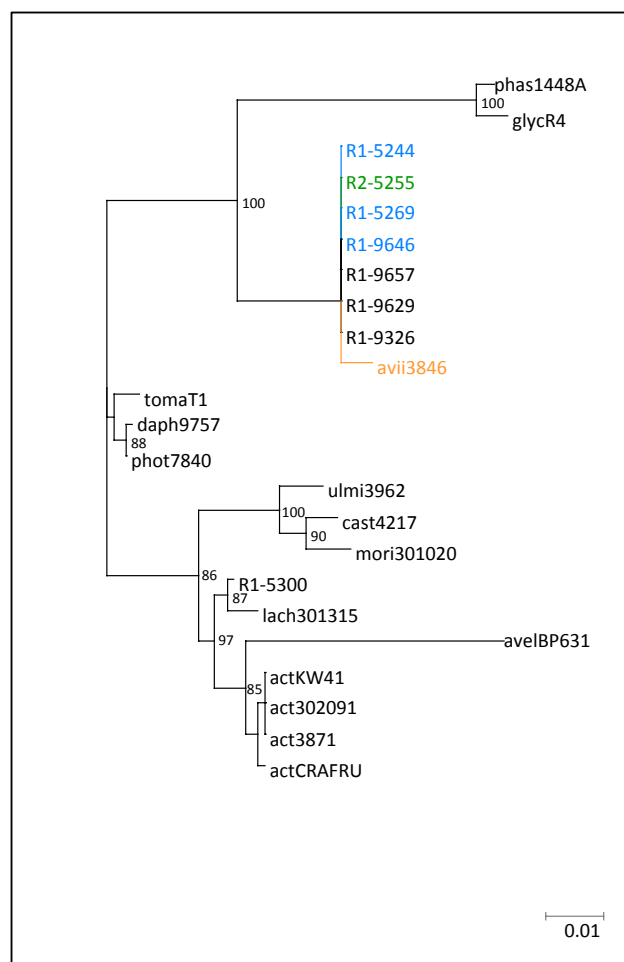 phas1448A
100
glycR4
R1-5244
R2-5255
100
R1-5269
R1-9646
R1-9657
R1-9629
R1-9326
avii3846
tomaT1
daph9757
88
phot7840
ulmi3962
100
cast4217
90
mori301020
86
R1-5300
87
lach301315
97
avelBP631
actKW41
85
act302091
act3871
actCRAFRU
0.01